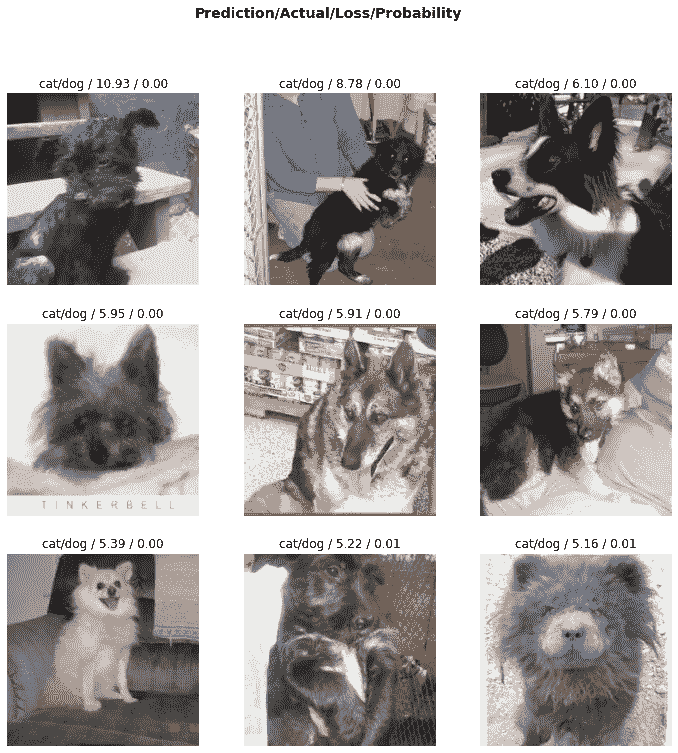 Prediction/Actual/Loss/Probability
cat/dog / 10.93 / 0.00
cat/dog / 8.78 / 0.00
cat/dog / 6.10 / 0.00
cat/dog / 5.95 / 0.00
cat/dog / 5.91 / 0.00
cat/dog / 5.79 / 0.00
TINKERBELL
cat/dog / 5.39 / 0.00
cat/dog / 5.22 / 0.01
cat/dog / 5.16 / 0.01